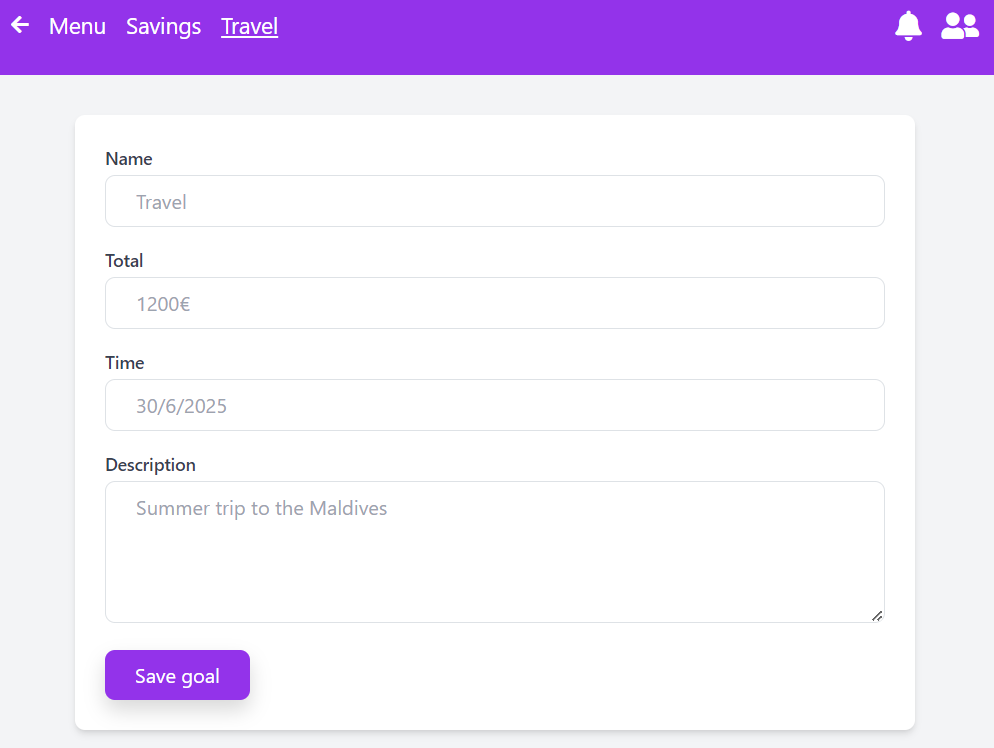 Menu Savings Travel
Name
Travel
Total
1200€
Time
30/6/2025
Description
Summer trip to the Maldives
Save goal